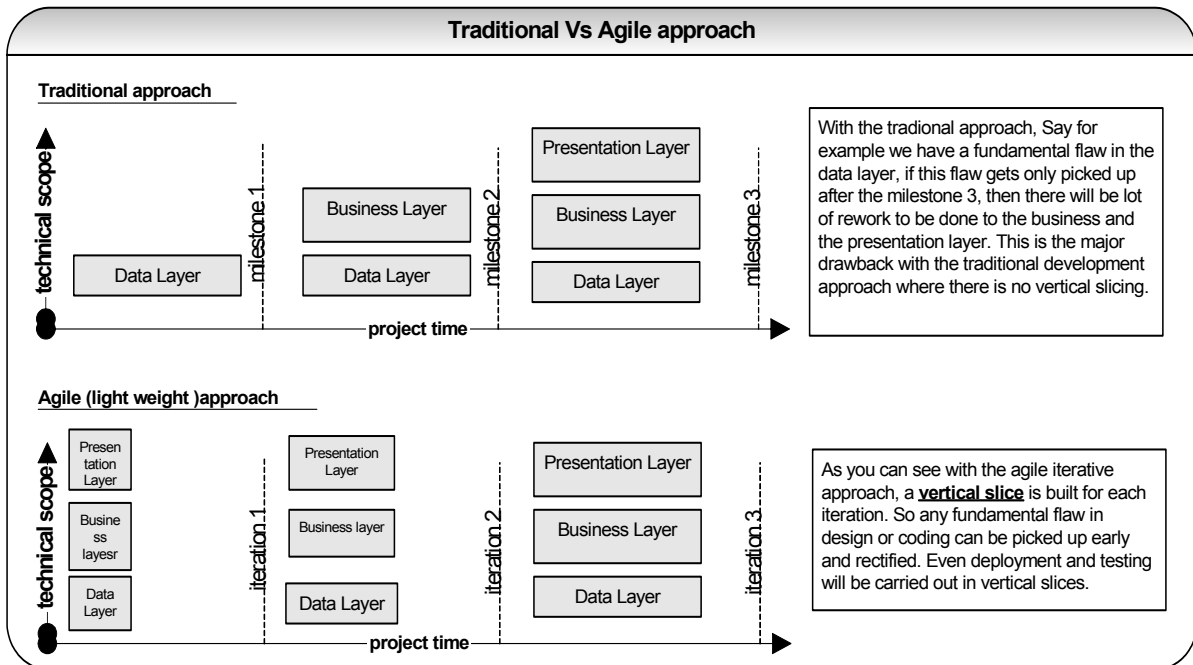 Traditional Vs Agile approach
Traditional approach
technical scope
Data Layer
milestone 1
Business Layer
Data Layer
milestone 2
Presentation Layer
Business Layer
Data Layer
milestone 3
project time
With the tradional approach, Say for
example we have a fundamental flaw in the
data layer, if this flaw gets only picked up
after the milestone 3, then there will be lot
of rework to be done to the business and
the presentation layer. This is the major
drawback with the traditional development
approach where there is no vertical slicing.
Agile (light weight )approach
technical scope
Presen
tation
Layer
Busine
ss
layesr
Data
Layer
iteration 1
Presentation
Layer
Business layer
Data Layer
iteration 2
Presentation Layer
Business Layer
Data Layer
iteration 3
project time
As you can see with the agile iterative
approach, a vertical slice is built for each
iteration. So any fundamental flaw in
design or coding can be picked up early
and rectified. Even deployment and testing
will be carried out in vertical slices.